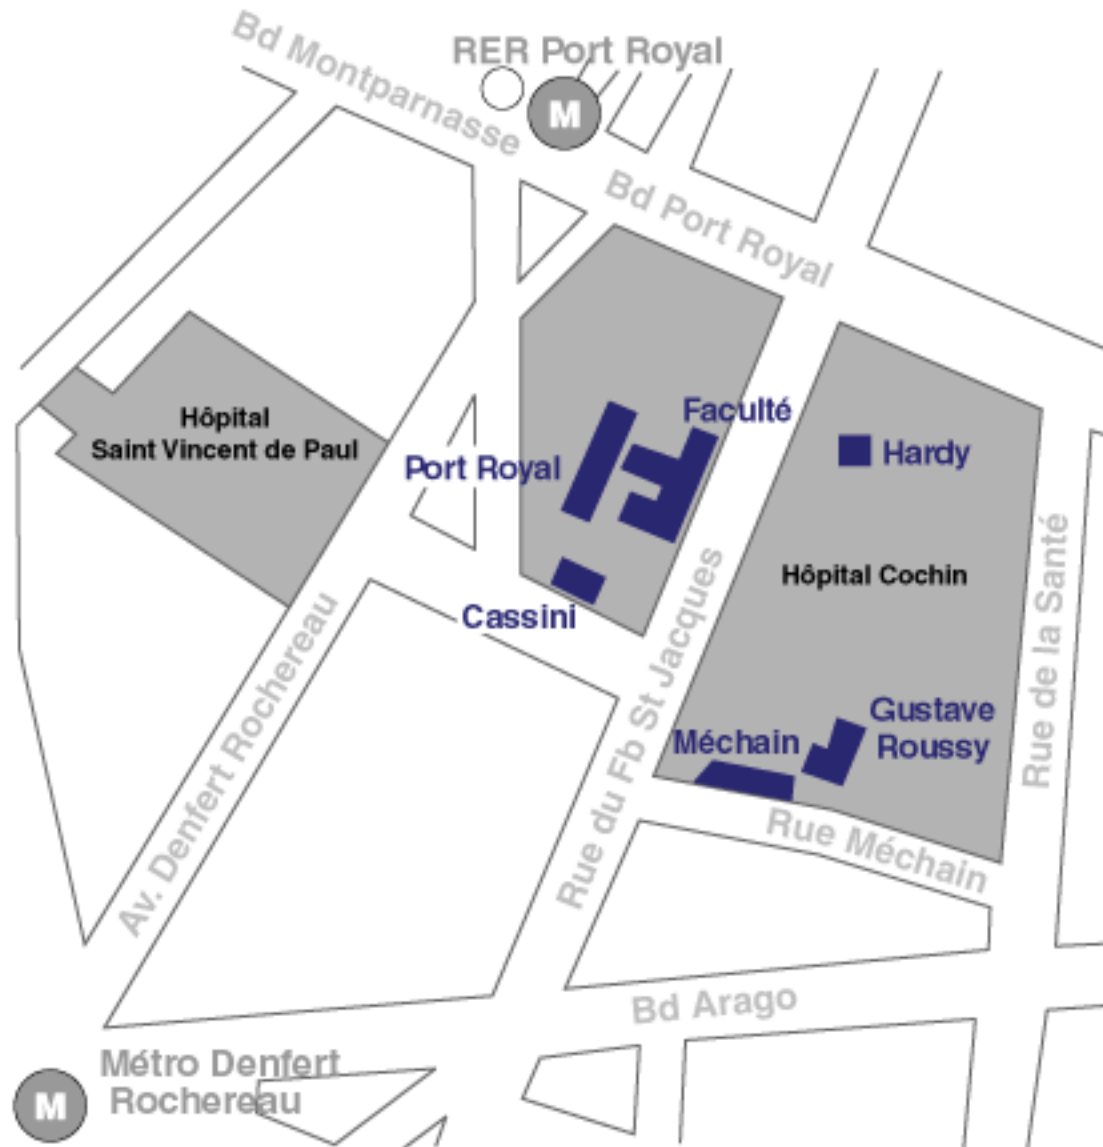 Bd Montparnasse
RER Port Royal
M
Bd Port Royal
Hôpital
Saint Vincent de Paul
Faculté
Port Royal
Hardy
Hôpital Cochin
Cassini
Rue de la Santé
Av. Denfert Rochereau
Rue du Fb St Jacques
Gustave
Roussy
Méchain
Rue Méchain
Bd Arago
Métro Denfert
Rochereau
M